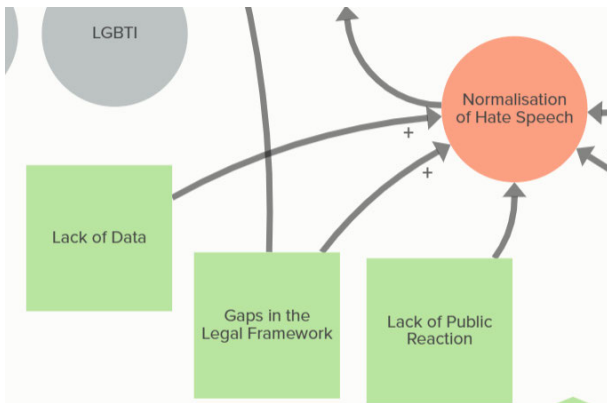 LGBTI
Normalisation
of Hate Speech
+
+
Lack of Data
Gaps in the
Legal Framework
Lack of Public
Reaction